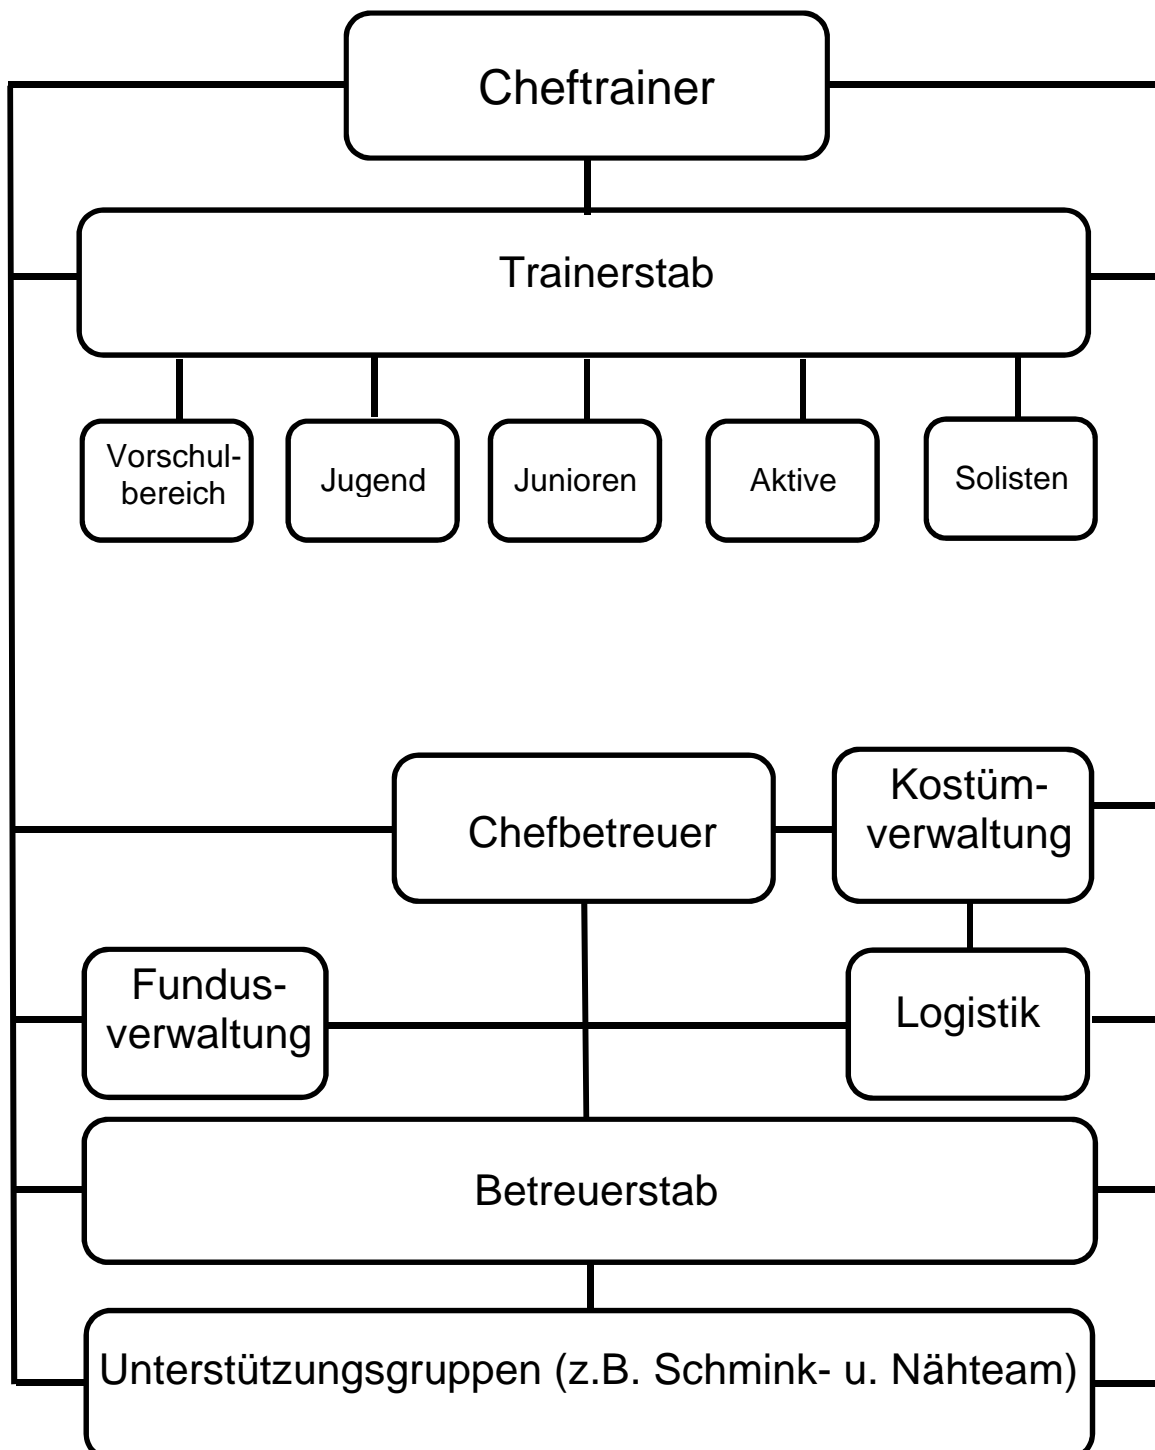 Cheftrainer
Trainerstab
Vorschul-
bereich
Jugend
Junioren
Aktive
Solisten
Chefbetreuer
Kostüm-
verwaltung
Fundus-
verwaltung
Logistik
Betreuerstab
Unterstützungsgruppen (z.B. Schmink- u. Nähteam)